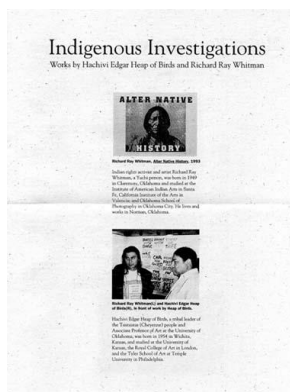 Indigenous Investigations
Works by Hachivi Edgar Heap of Birds and Richard Ray Whitman
ALTER NATIVE
HISTORY
Richard Ray Whitman, Alter Native History, 1993
Indian rights activist and artist Richard Ray
Whitman, a Yuchi person, was born in 1949
in Claremore, Oklahoma and studied at the
Institute of American Indian Arts in Santa
Fe, California Institute of the Arts in
Valencia and Oklahoma School of
Photography in Oklahoma City. He lives and
works in Norman, Oklahoma.
Richard Ray Whitman(L) and Hachivi Edgar Heap
of Birds(R), in front of work by Heap of Birds.
Hachivi Edgar Heap of Birds, a tribal leader of
the Tsistsistas (Cheyenne) people and
Associate Professor of Art at the University of
Oklahoma, was born in 1954 in Wichita,
Kansas, and studied at the University of
Kansas, the Royal College of Art in London,
and the Tyler School of Art at Temple
University in Philadelphia.